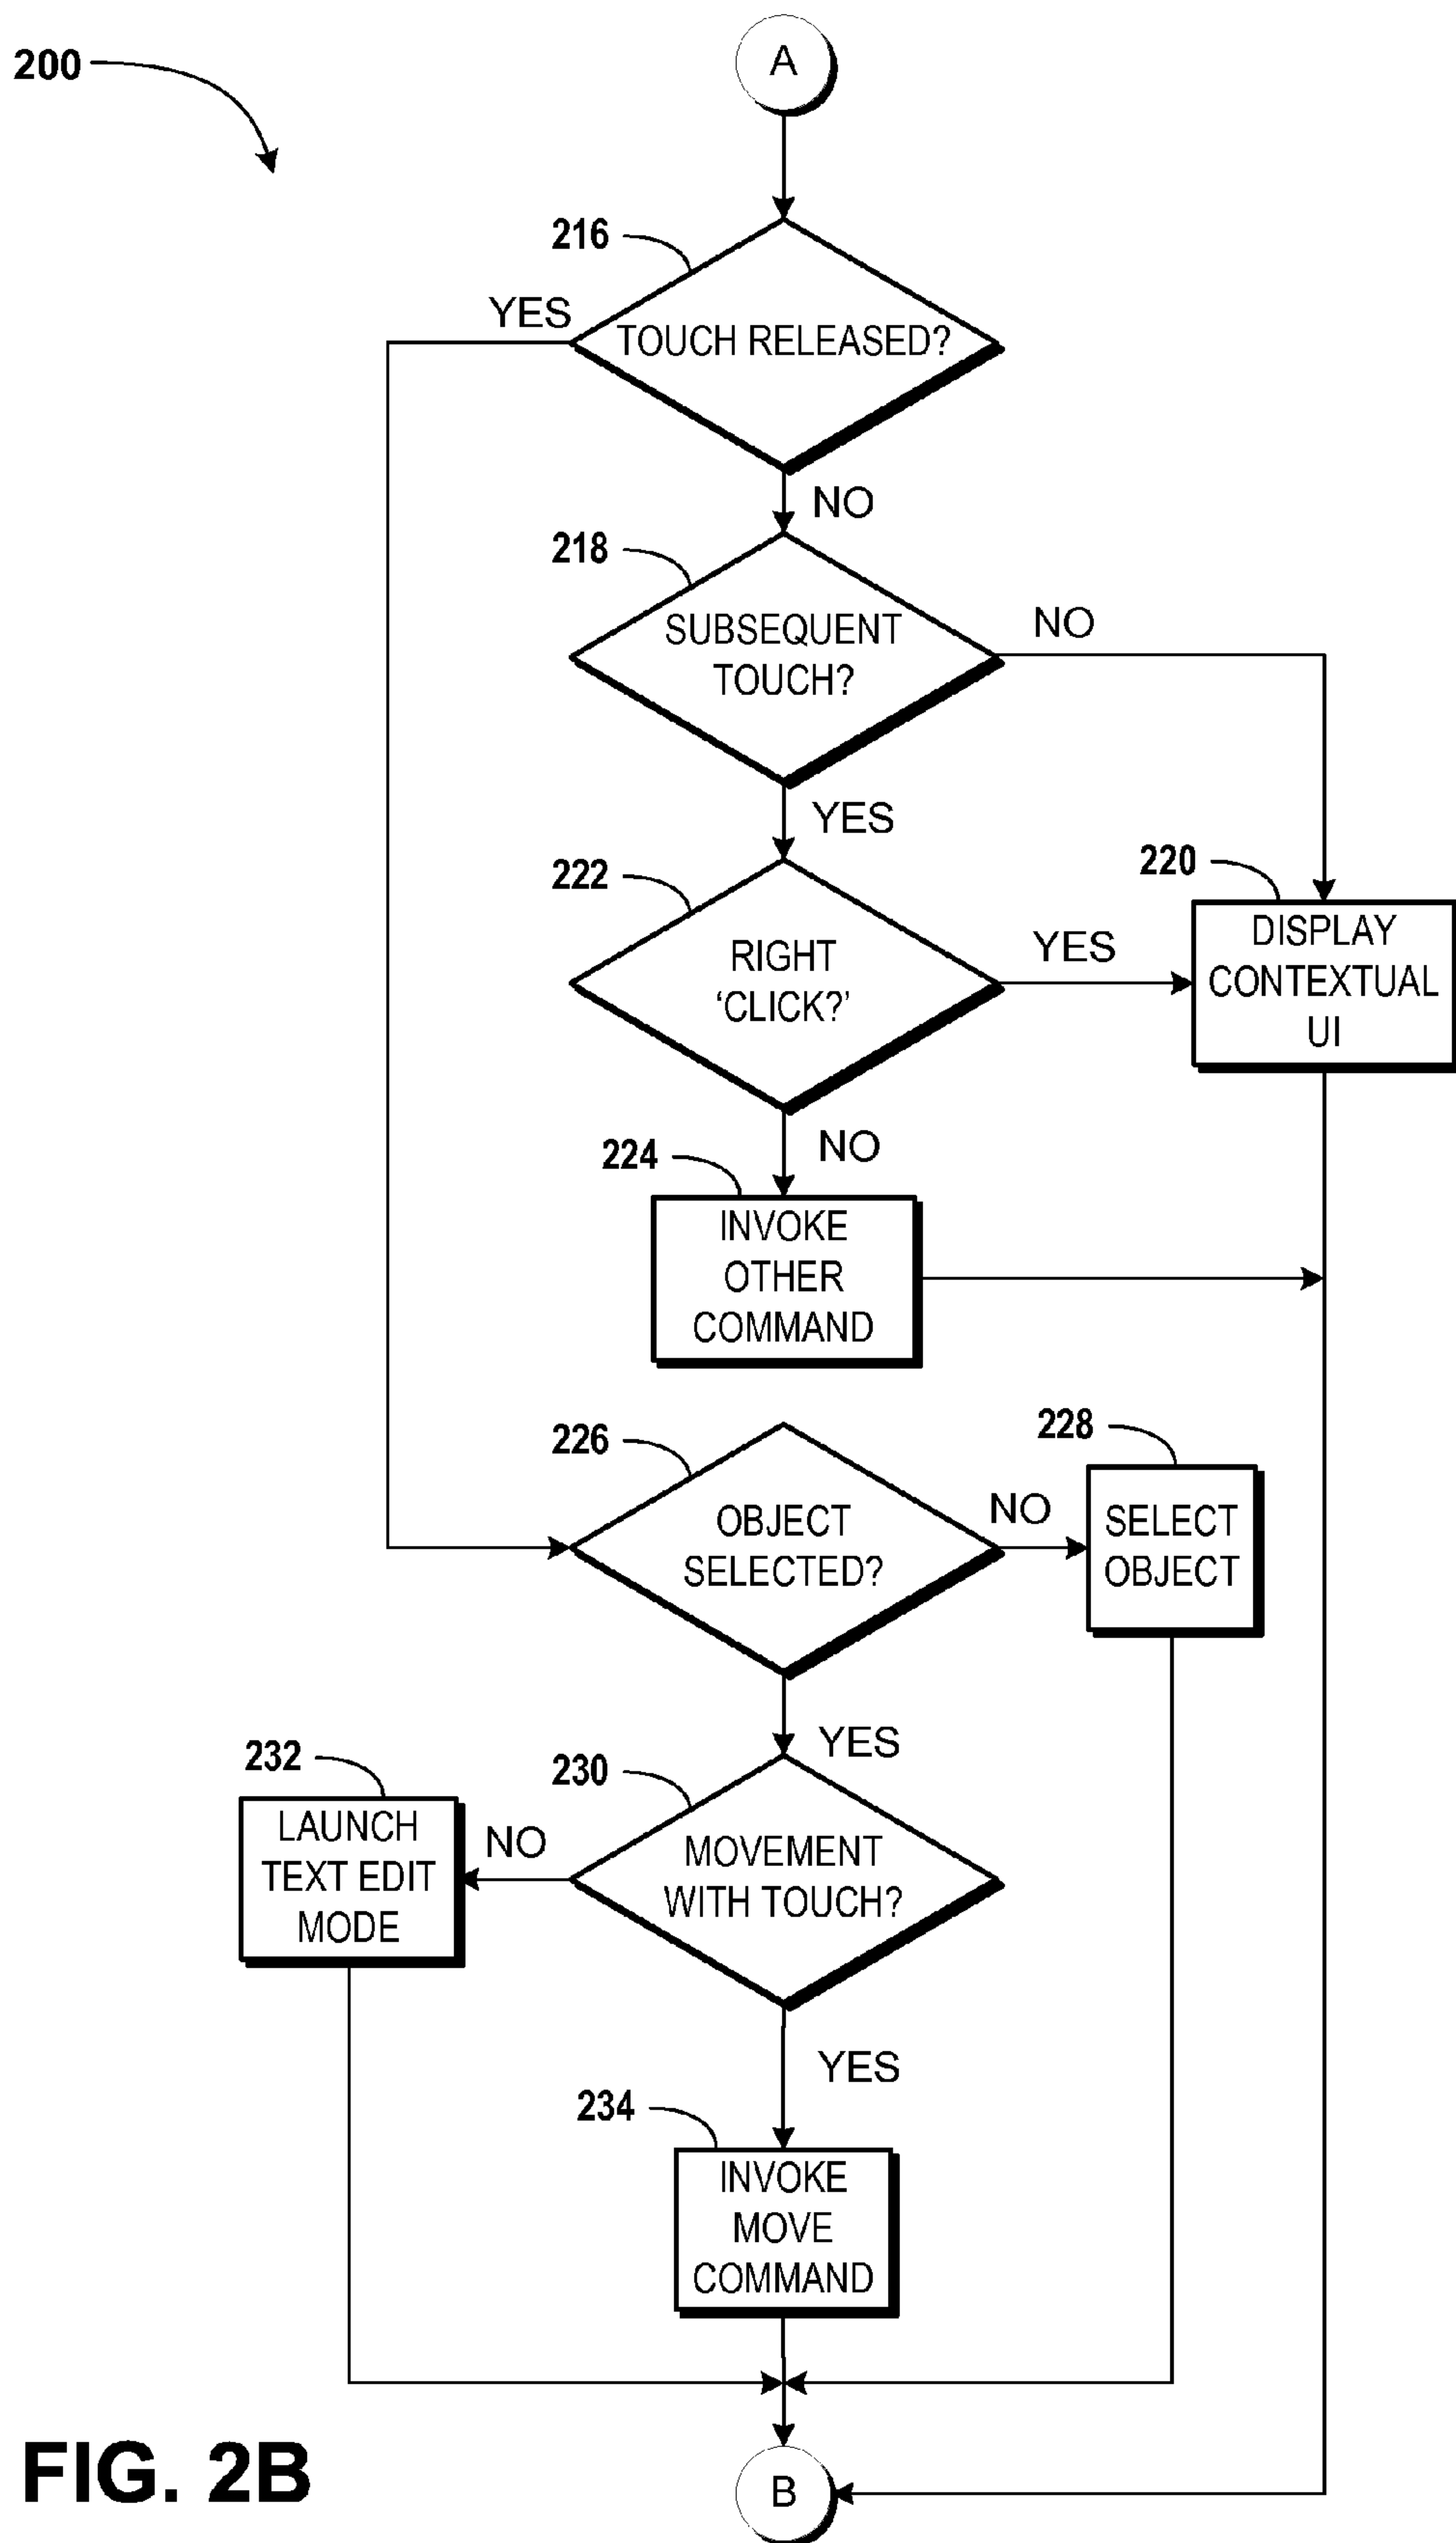 200
A
216
YES
TOUCH RELEASED?
NO
218
SUBSEQUENT
TOUCH?
NO
YES
222
RIGHT
‘CLICK?’
YES
220
DISPLAY
CONTEXTUAL
UI
NO
224
INVOKE
OTHER
COMMAND
226
OBJECT
SELECTED?
NO
228
SELECT
OBJECT
YES
230
MOVEMENT
WITH TOUCH?
NO
232
LAUNCH
TEXT EDIT
MODE
YES
234
INVOKE
MOVE
COMMAND
B
FIG. 2B